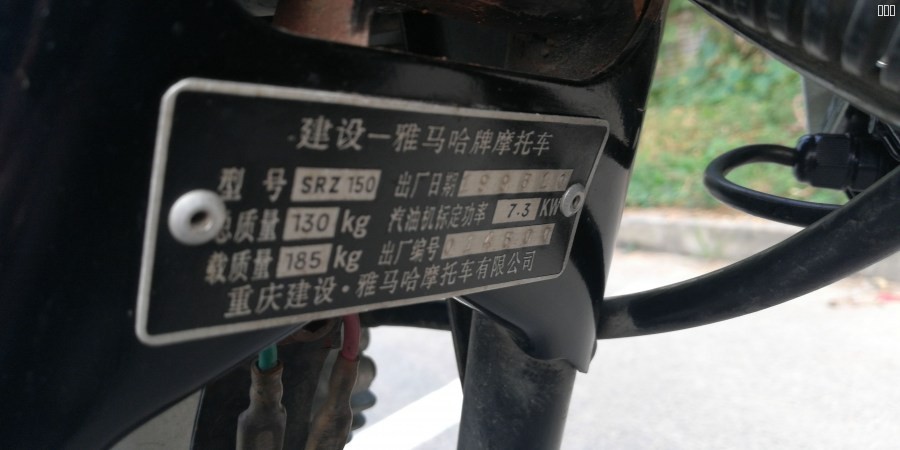 建设—雅马哈牌摩托车
型号 SRZ 150 出厂日期
总质量 130 kg 汽油机标定功率 7.3 KW
载质量 185 kg 出厂编号
重庆建设·雅马哈摩托车有限公司